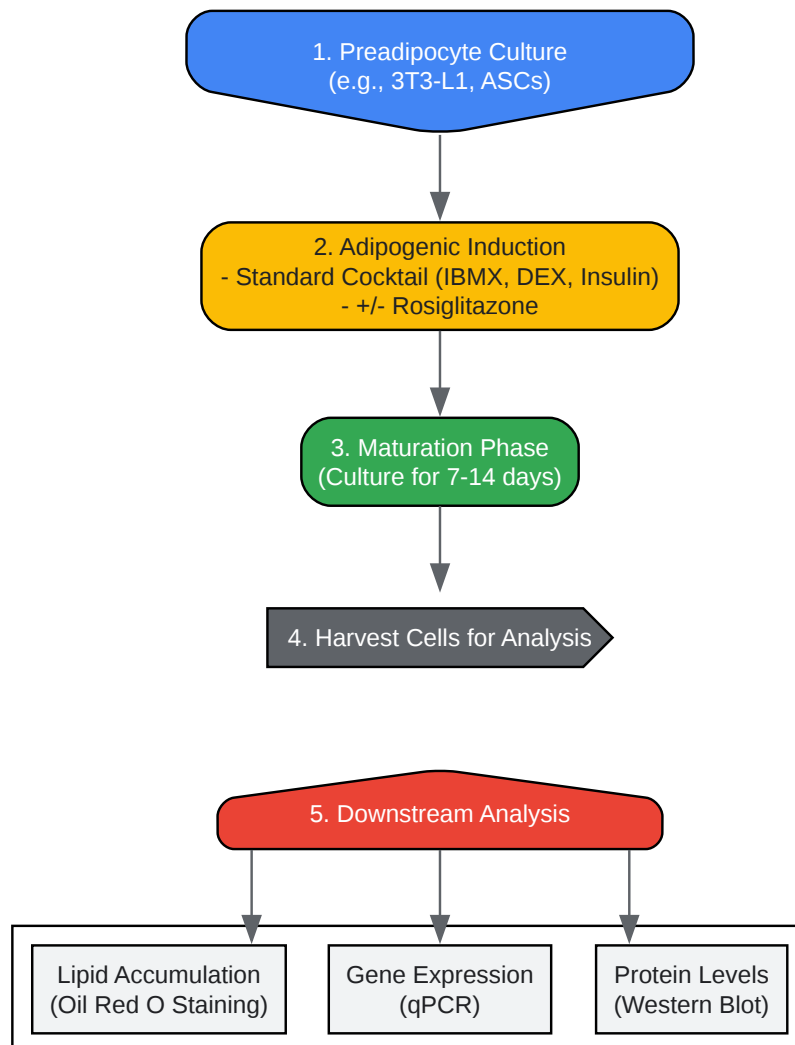 1. Preadipocyte Culture
(e.g., 3T3-L1, ASCs)
2. Adipogenic Induction
- Standard Cocktail (IBMX, DEX, Insulin)
- +/- Rosiglitazone
3. Maturation Phase
(Culture for 7-14 days)
4. Harvest Cells for Analysis
5. Downstream Analysis
Lipid Accumulation
(Oil Red O Staining)
Gene Expression
(qPCR)
Protein Levels
(Western Blot)